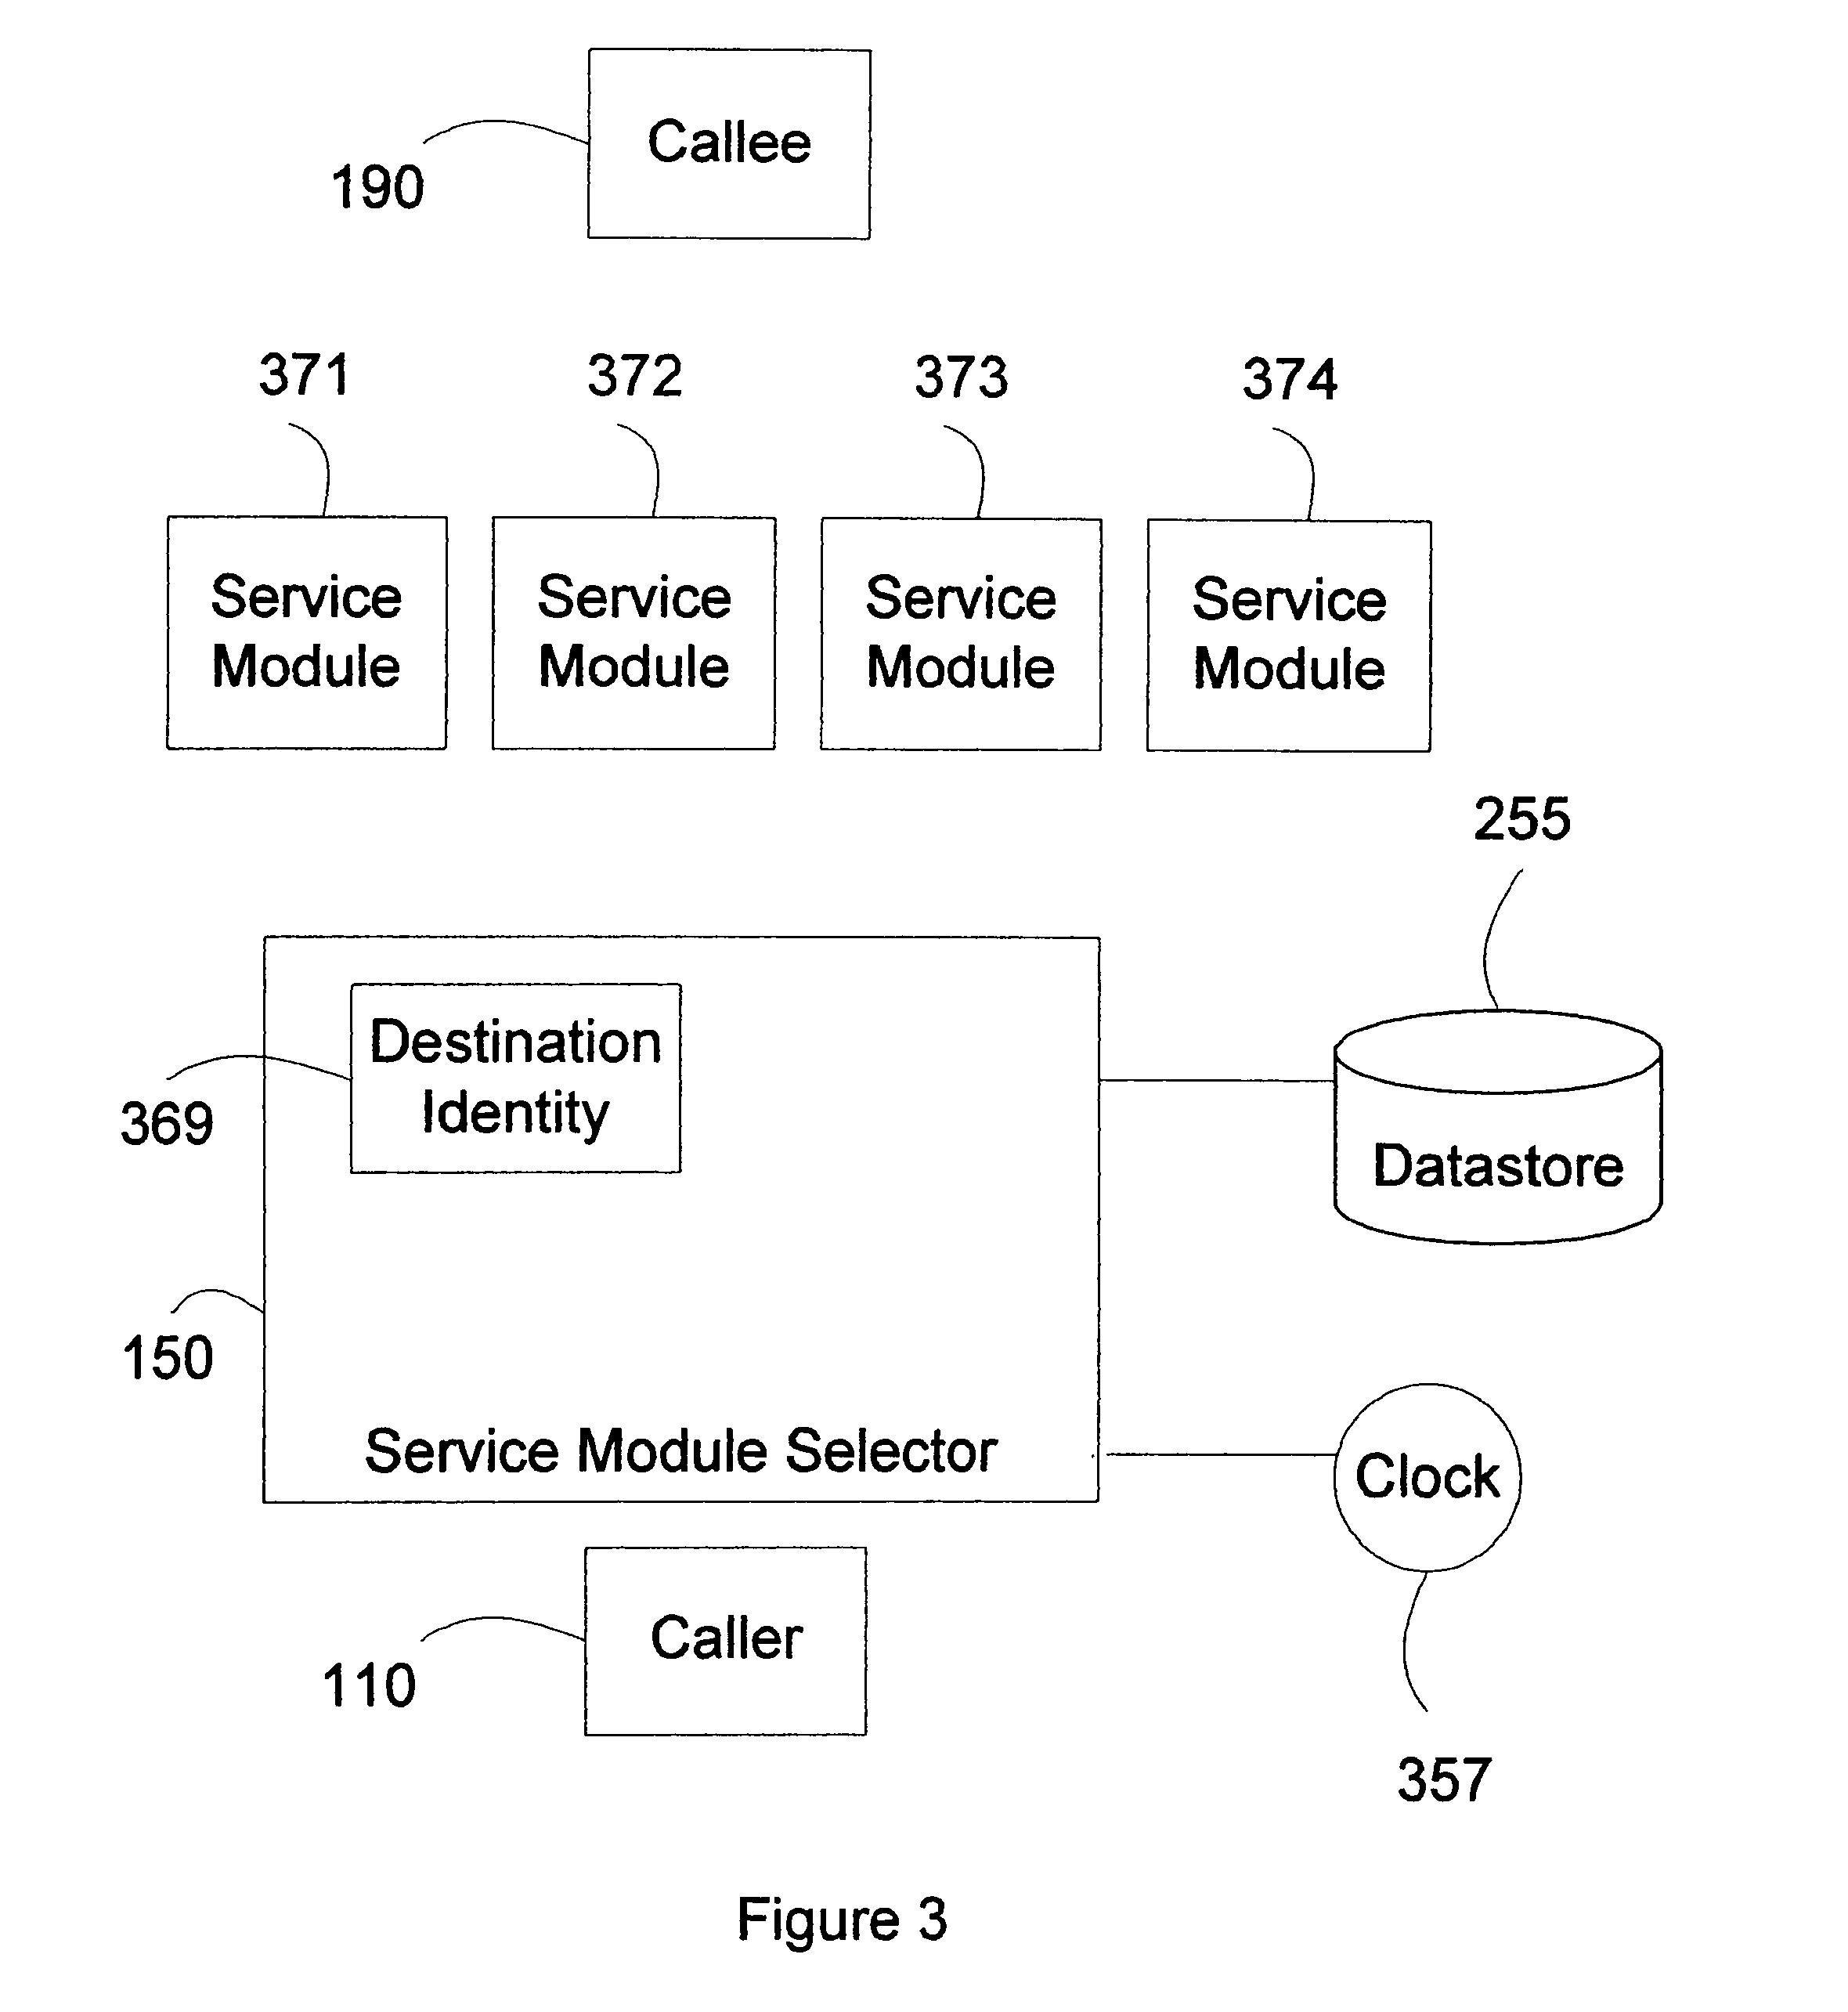 Callee
190
371
372
373
374
Service
Module
Service
Module
Service
Module
Service
Module
255
Destination
Identity
369
Datastore
150
Service Module Selector
Clock
Caller
110
357
Figure 3